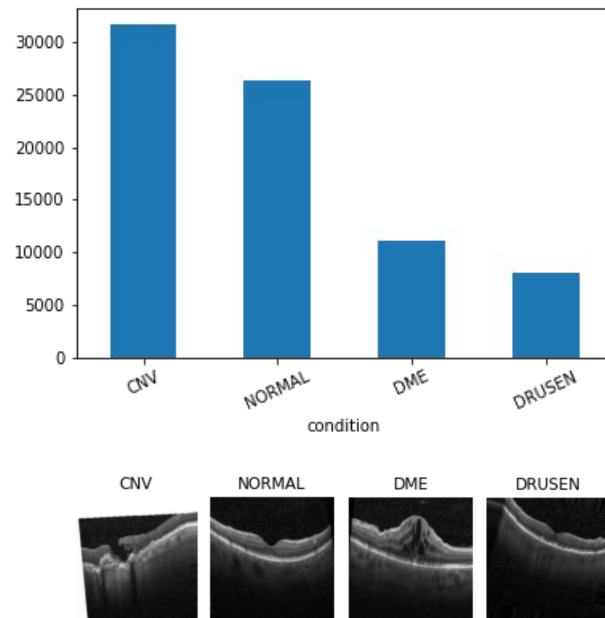 30000
25000
20000
15000
10000
5000
0
CNV NORMAL DME DRUSEN
condition
CNV NORMAL DME DRUSEN